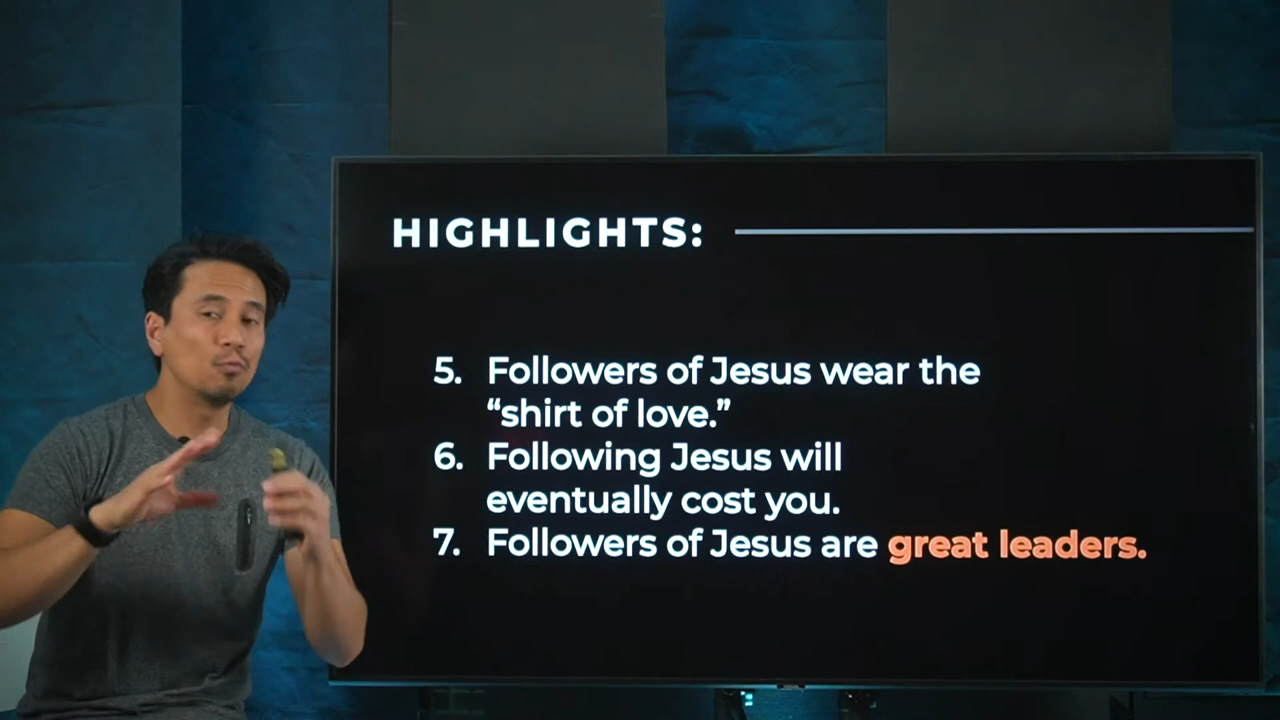 HIGHLIGHTS:
5. Followers of Jesus wear the
“shirt of love.”
6. Following Jesus will
eventually cost you.
7. Followers of Jesus are great leaders.